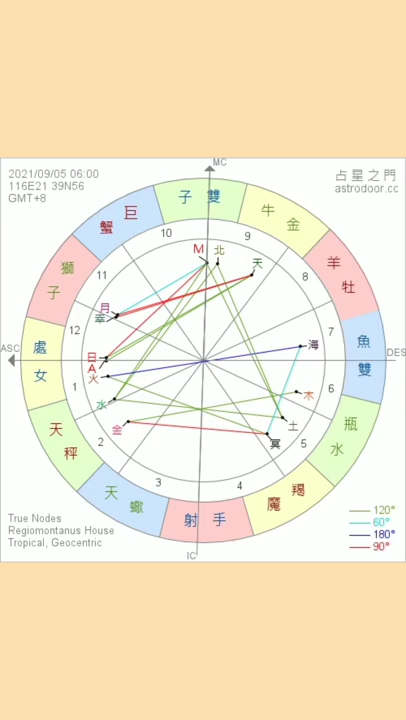 MC
2021/09/05 06:00
116E21 39N56
GMT+8
占星之門
astrodoor.cc
子 雙
巨 蟹
牛 金
獅 子
羊 牡
處 女
魚 雙
天 秤
瓶 水
天 蠍
羯 魔
射 手
10
9
11
8
12
7
1
6
2
5
3
4
M
北
天
月
幸
海
日
A
火
木
水
土
金
冥
ASC
DES
IC
True Nodes
Regiomontanus House
Tropical, Geocentric
120°
60°
180°
90°